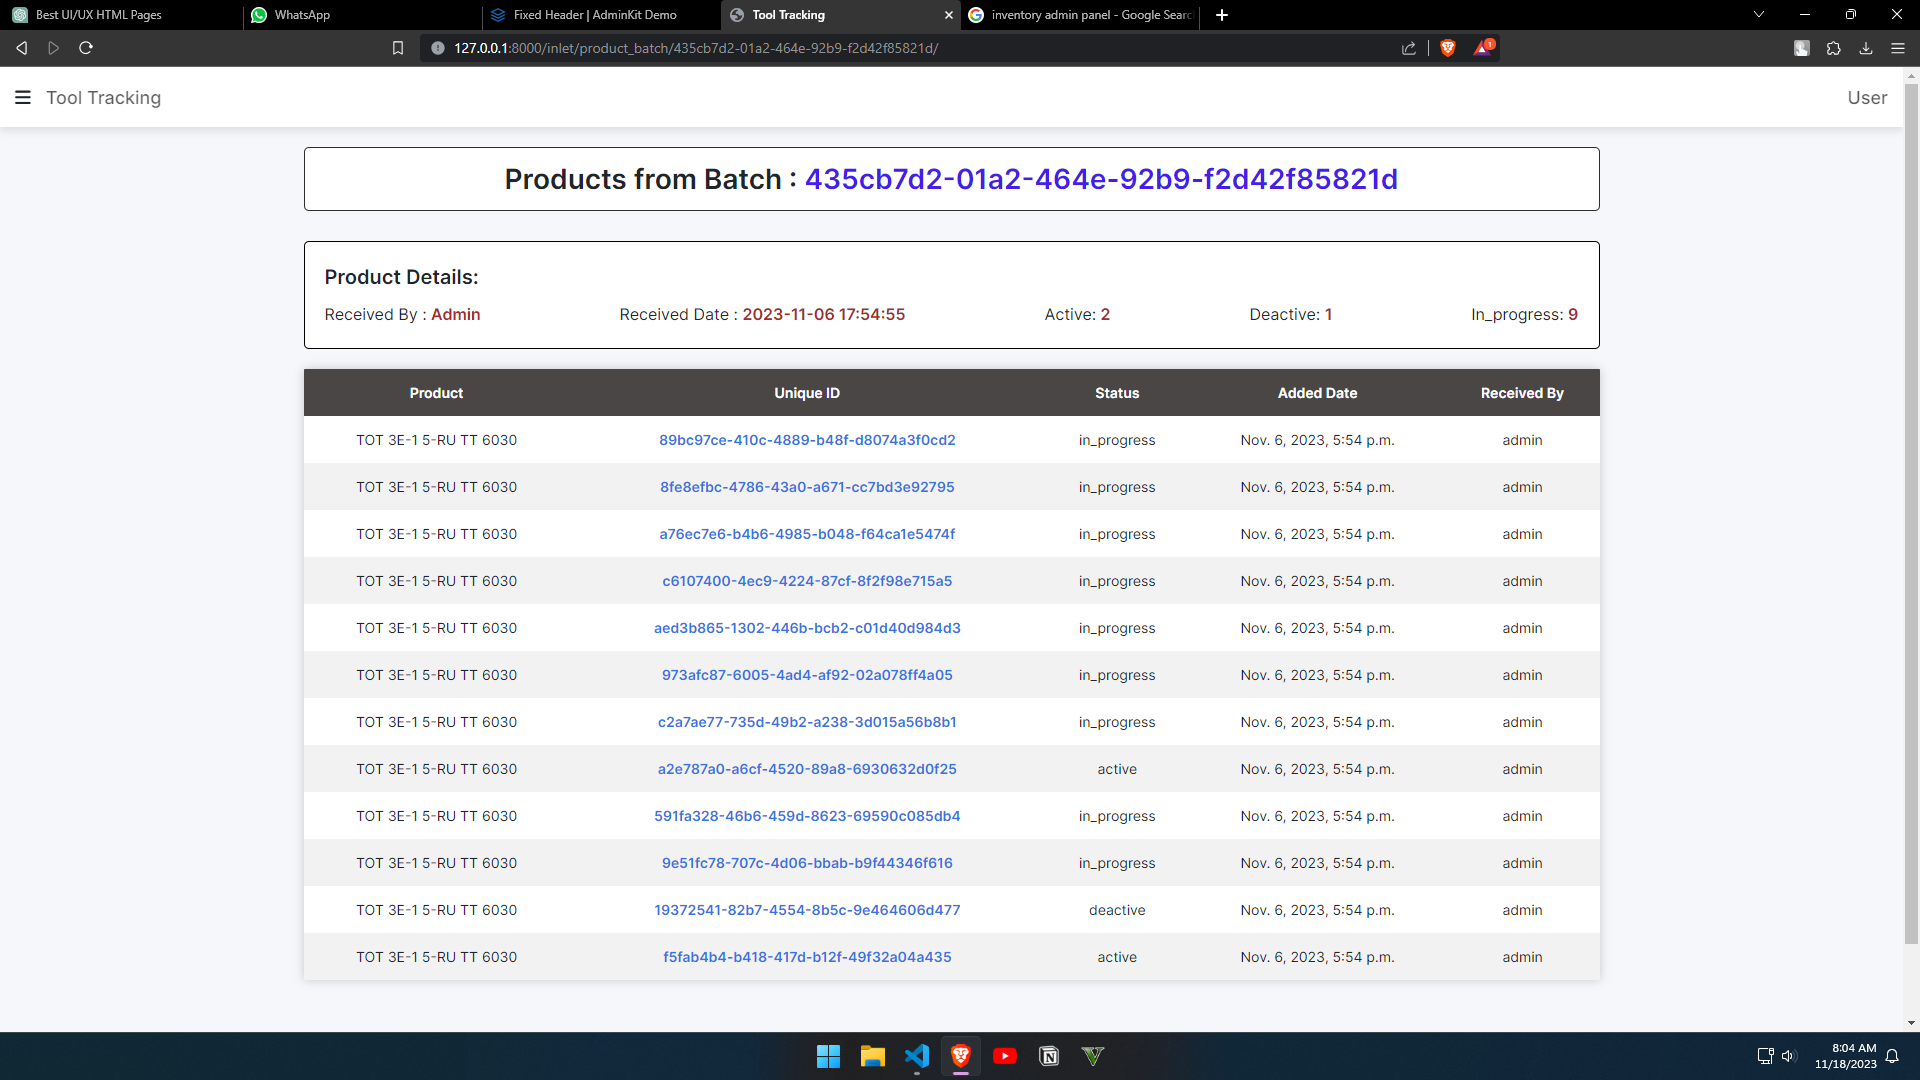 Best UI/UX HTML Pages
WhatsApp
Fixed Header | AdminKit Demo
Tool Tracking
inventory admin panel - Google Searc
127.0.0.1:8000/inlet/product_batch/435cb7d2-01a2-464e-92b9-f2d42f85821d/
1
Tool Tracking
User
Products from Batch : 435cb7d2-01a2-464e-92b9-f2d42f85821d
Product Details:
Received By : Admin Received Date : 2023-11-06 17:54:55 Active: 2 Deactive: 1 In_progress: 9
Product Unique ID Status Added Date Received By
TOT 3E-1 5-RU TT 6030 89bc97ce-410c-4889-b48f-d8074a3f0cd2 in_progress Nov. 6, 2023, 5:54 p.m. admin
TOT 3E-1 5-RU TT 6030 8fe8efbc-4786-43a0-a671-cc7bd3e92795 in_progress Nov. 6, 2023, 5:54 p.m. admin
TOT 3E-1 5-RU TT 6030 a76ec7e6-b4b6-4985-b048-f64ca1e5474f in_progress Nov. 6, 2023, 5:54 p.m. admin
TOT 3E-1 5-RU TT 6030 c6107400-4ec9-4224-87cf-8f2f98e715a5 in_progress Nov. 6, 2023, 5:54 p.m. admin
TOT 3E-1 5-RU TT 6030 aed3b865-1302-446b-bcb2-c01d40d984d3 in_progress Nov. 6, 2023, 5:54 p.m. admin
TOT 3E-1 5-RU TT 6030 973afc87-6005-4ad4-af92-02a078ff4a05 in_progress Nov. 6, 2023, 5:54 p.m. admin
TOT 3E-1 5-RU TT 6030 c2a7ae77-735d-49b2-a238-3d015a56b8b1 in_progress Nov. 6, 2023, 5:54 p.m. admin
TOT 3E-1 5-RU TT 6030 a2e787a0-a6cf-4520-89a8-6930632d0f25 active Nov. 6, 2023, 5:54 p.m. admin
TOT 3E-1 5-RU TT 6030 591fa328-46b6-459d-8623-69590c085db4 in_progress Nov. 6, 2023, 5:54 p.m. admin
TOT 3E-1 5-RU TT 6030 9e51fc78-707c-4d06-bbab-b9f44346f616 in_progress Nov. 6, 2023, 5:54 p.m. admin
TOT 3E-1 5-RU TT 6030 19372541-82b7-4554-8b5c-9e464606d477 deactive Nov. 6, 2023, 5:54 p.m. admin
TOT 3E-1 5-RU TT 6030 f5fab4b4-b418-417d-b12f-49f32a04a435 active Nov. 6, 2023, 5:54 p.m. admin
8:04 AM
11/18/2023